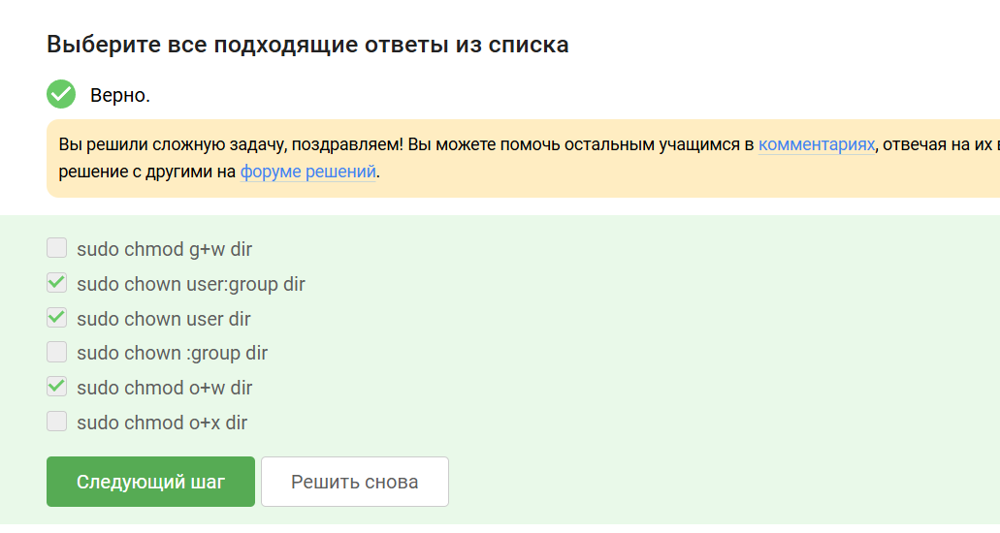 Выберите все подходящие ответы из списка
Верно.
Вы решили сложную задачу, поздравляем! Вы можете помочь остальным учащимся в комментариях, отвечая на их
решение с другими на форуме решений.
sudo chmod g+w dir
sudo chown user:group dir
sudo chown user dir
sudo chown :group dir
sudo chmod o+w dir
sudo chmod o+x dir
Следующий шаг
Решить снова